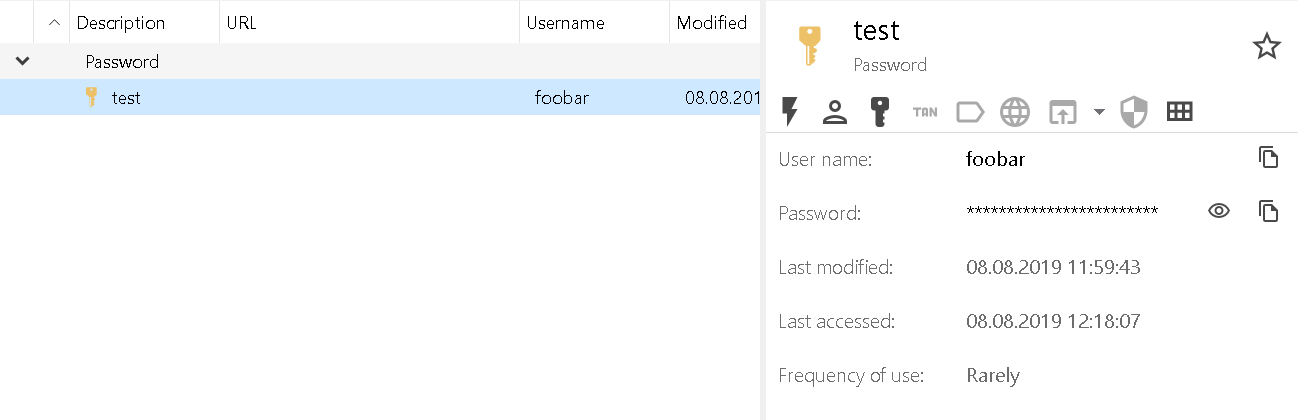 Description URL Username Modified
Password
test foobar 08.08.201
test
Password
TAN
User name: foobar
Password: ************************
Last modified: 08.08.2019 11:59:43
Last accessed: 08.08.2019 12:18:07
Frequency of use: Rarely